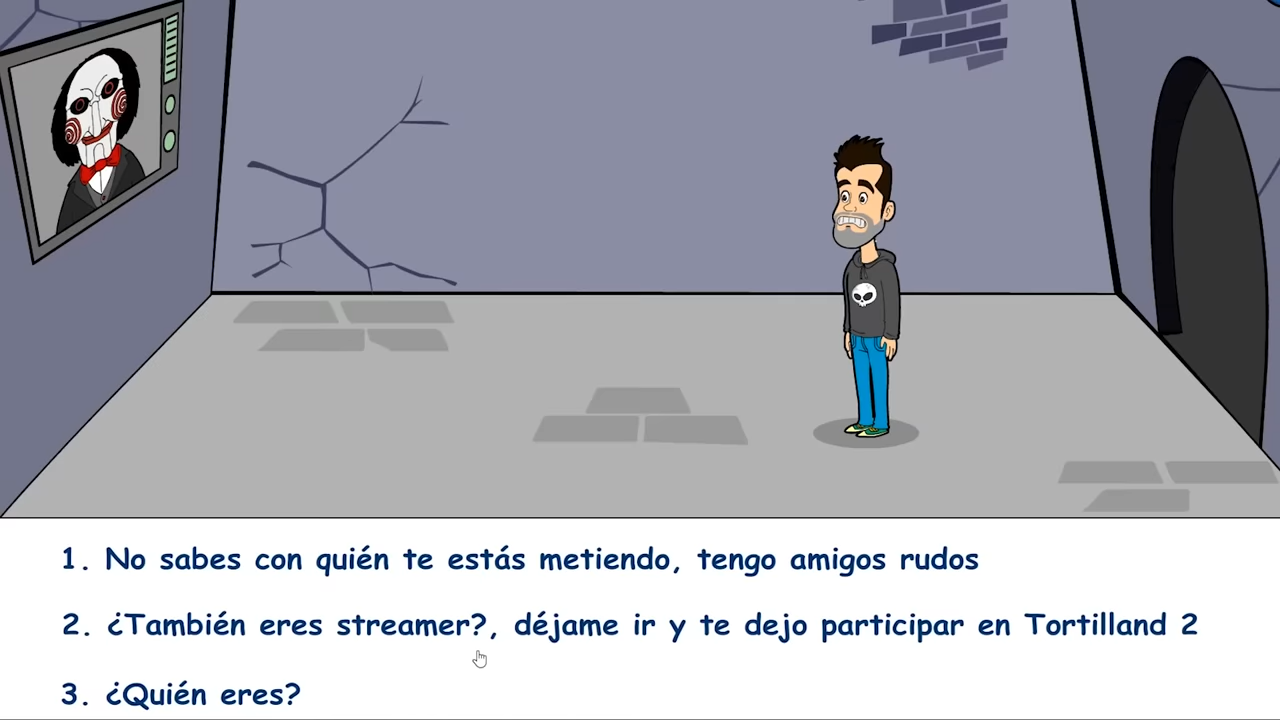 1. No sabes con quién te estás metiendo, tengo amigos rudos
2. ¿También eres streamer?, déjame ir y te dejo participar en Tortilland 2
3. ¿Quién eres?